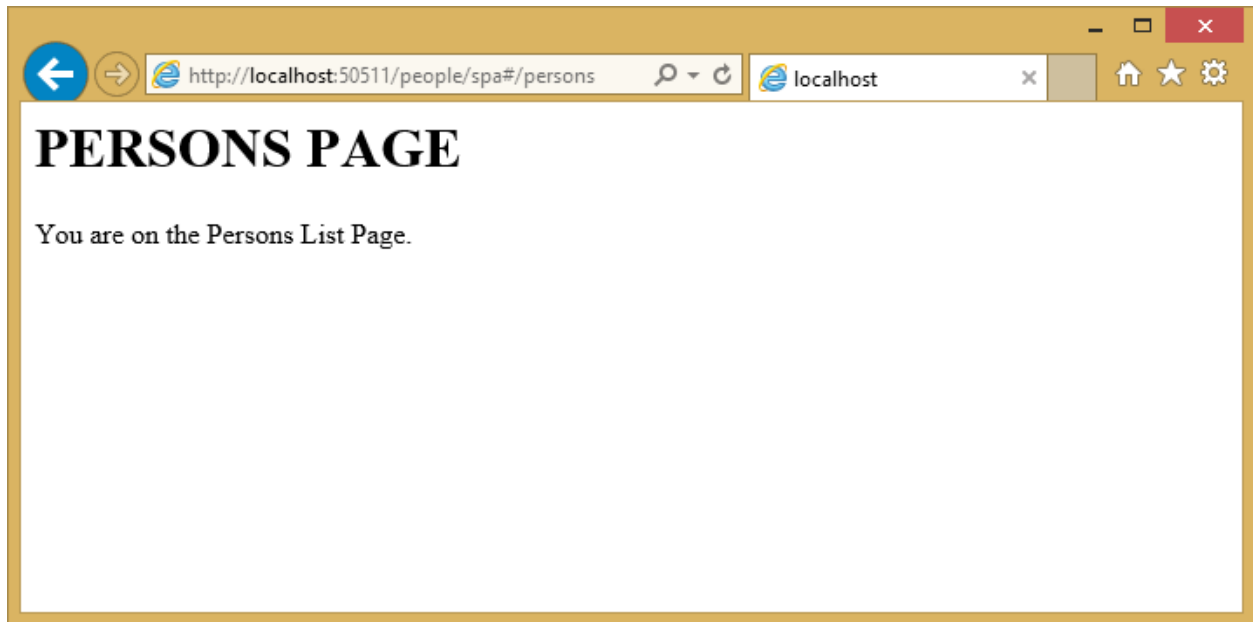 http://localhost:50511/people/spa#/persons
localhost
PERSONS PAGE
You are on the Persons List Page.